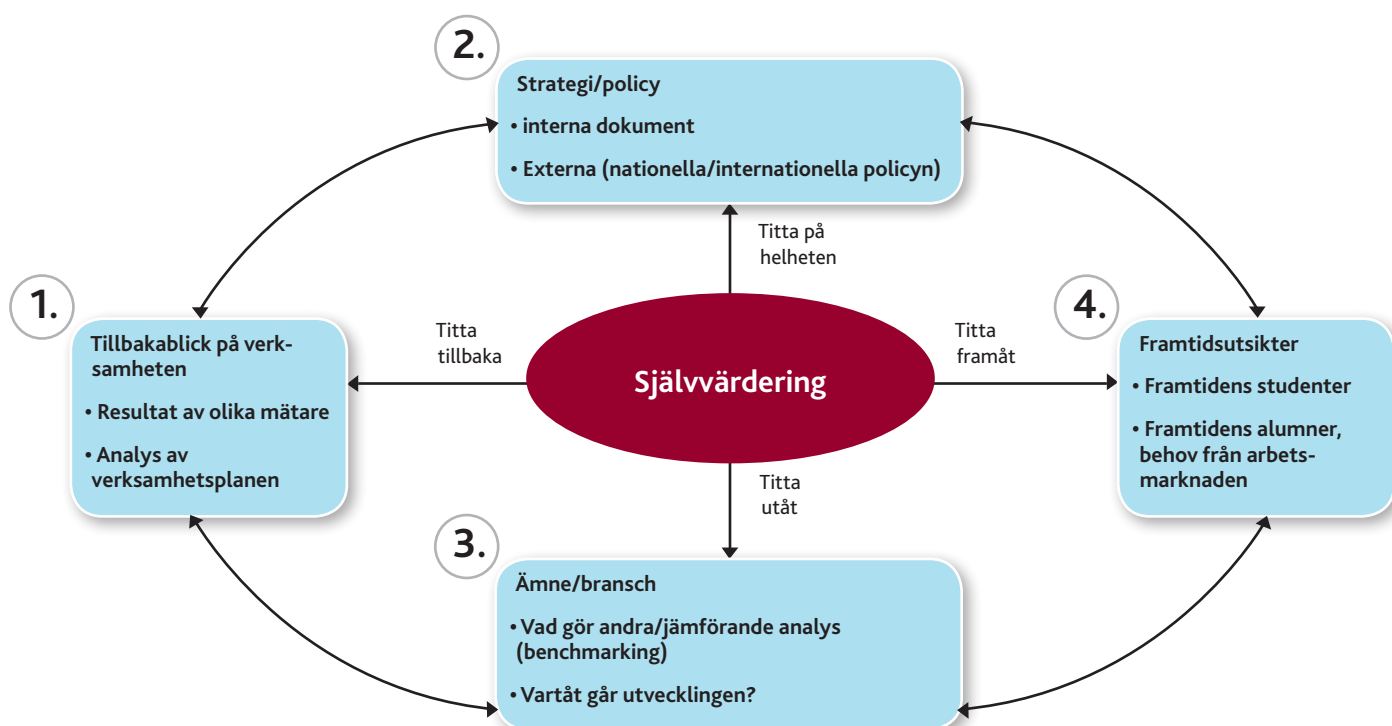 2.
Strategi/policy
• interna dokument
• Externa (nationella/internationella policyn)
Titta på
helheten
1.
Tillbakablick på verk-
samheten
• Resultat av olika mätare
• Analys av
verksamhetsplanen
Titta
tillbaka
Självvärdering
Titta
framåt
4.
Framtidsutsikter
• Framtidens studenter
• Framtidens alumner,
behov från arbets-
marknaden
Titta
utåt
3.
Ämne/bransch
• Vad gör andra/jämförande analys
(benchmarking)
• Vartåt går utvecklingen?